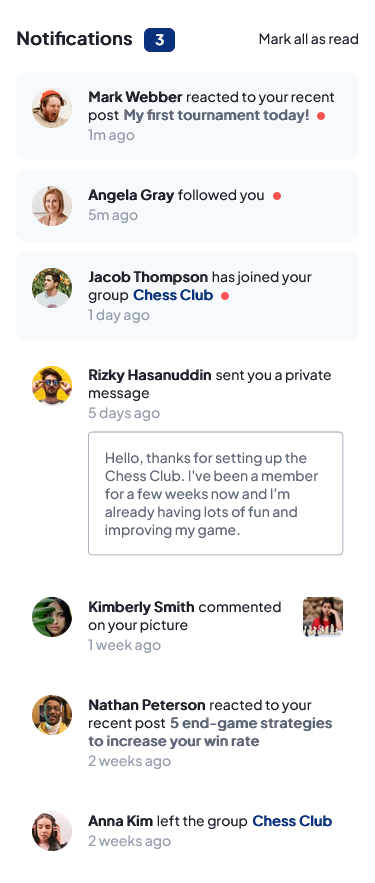 Notifications 3 Mark all as read
Mark Webber reacted to your recent
post My first tournament today!
1m ago
Angela Gray followed you
5m ago
Jacob Thompson has joined your
group Chess Club
1 day ago
Rizky Hasanuddin sent you a private
message
5 days ago
Hello, thanks for setting up the
Chess Club. I've been a member
for a few weeks now and I'm
already having lots of fun and
improving my game.
Kimberly Smith commented
on your picture
1 week ago
Nathan Peterson reacted to your
recent post 5 end-game strategies
to increase your win rate
2 weeks ago
Anna Kim left the group Chess Club
2 weeks ago